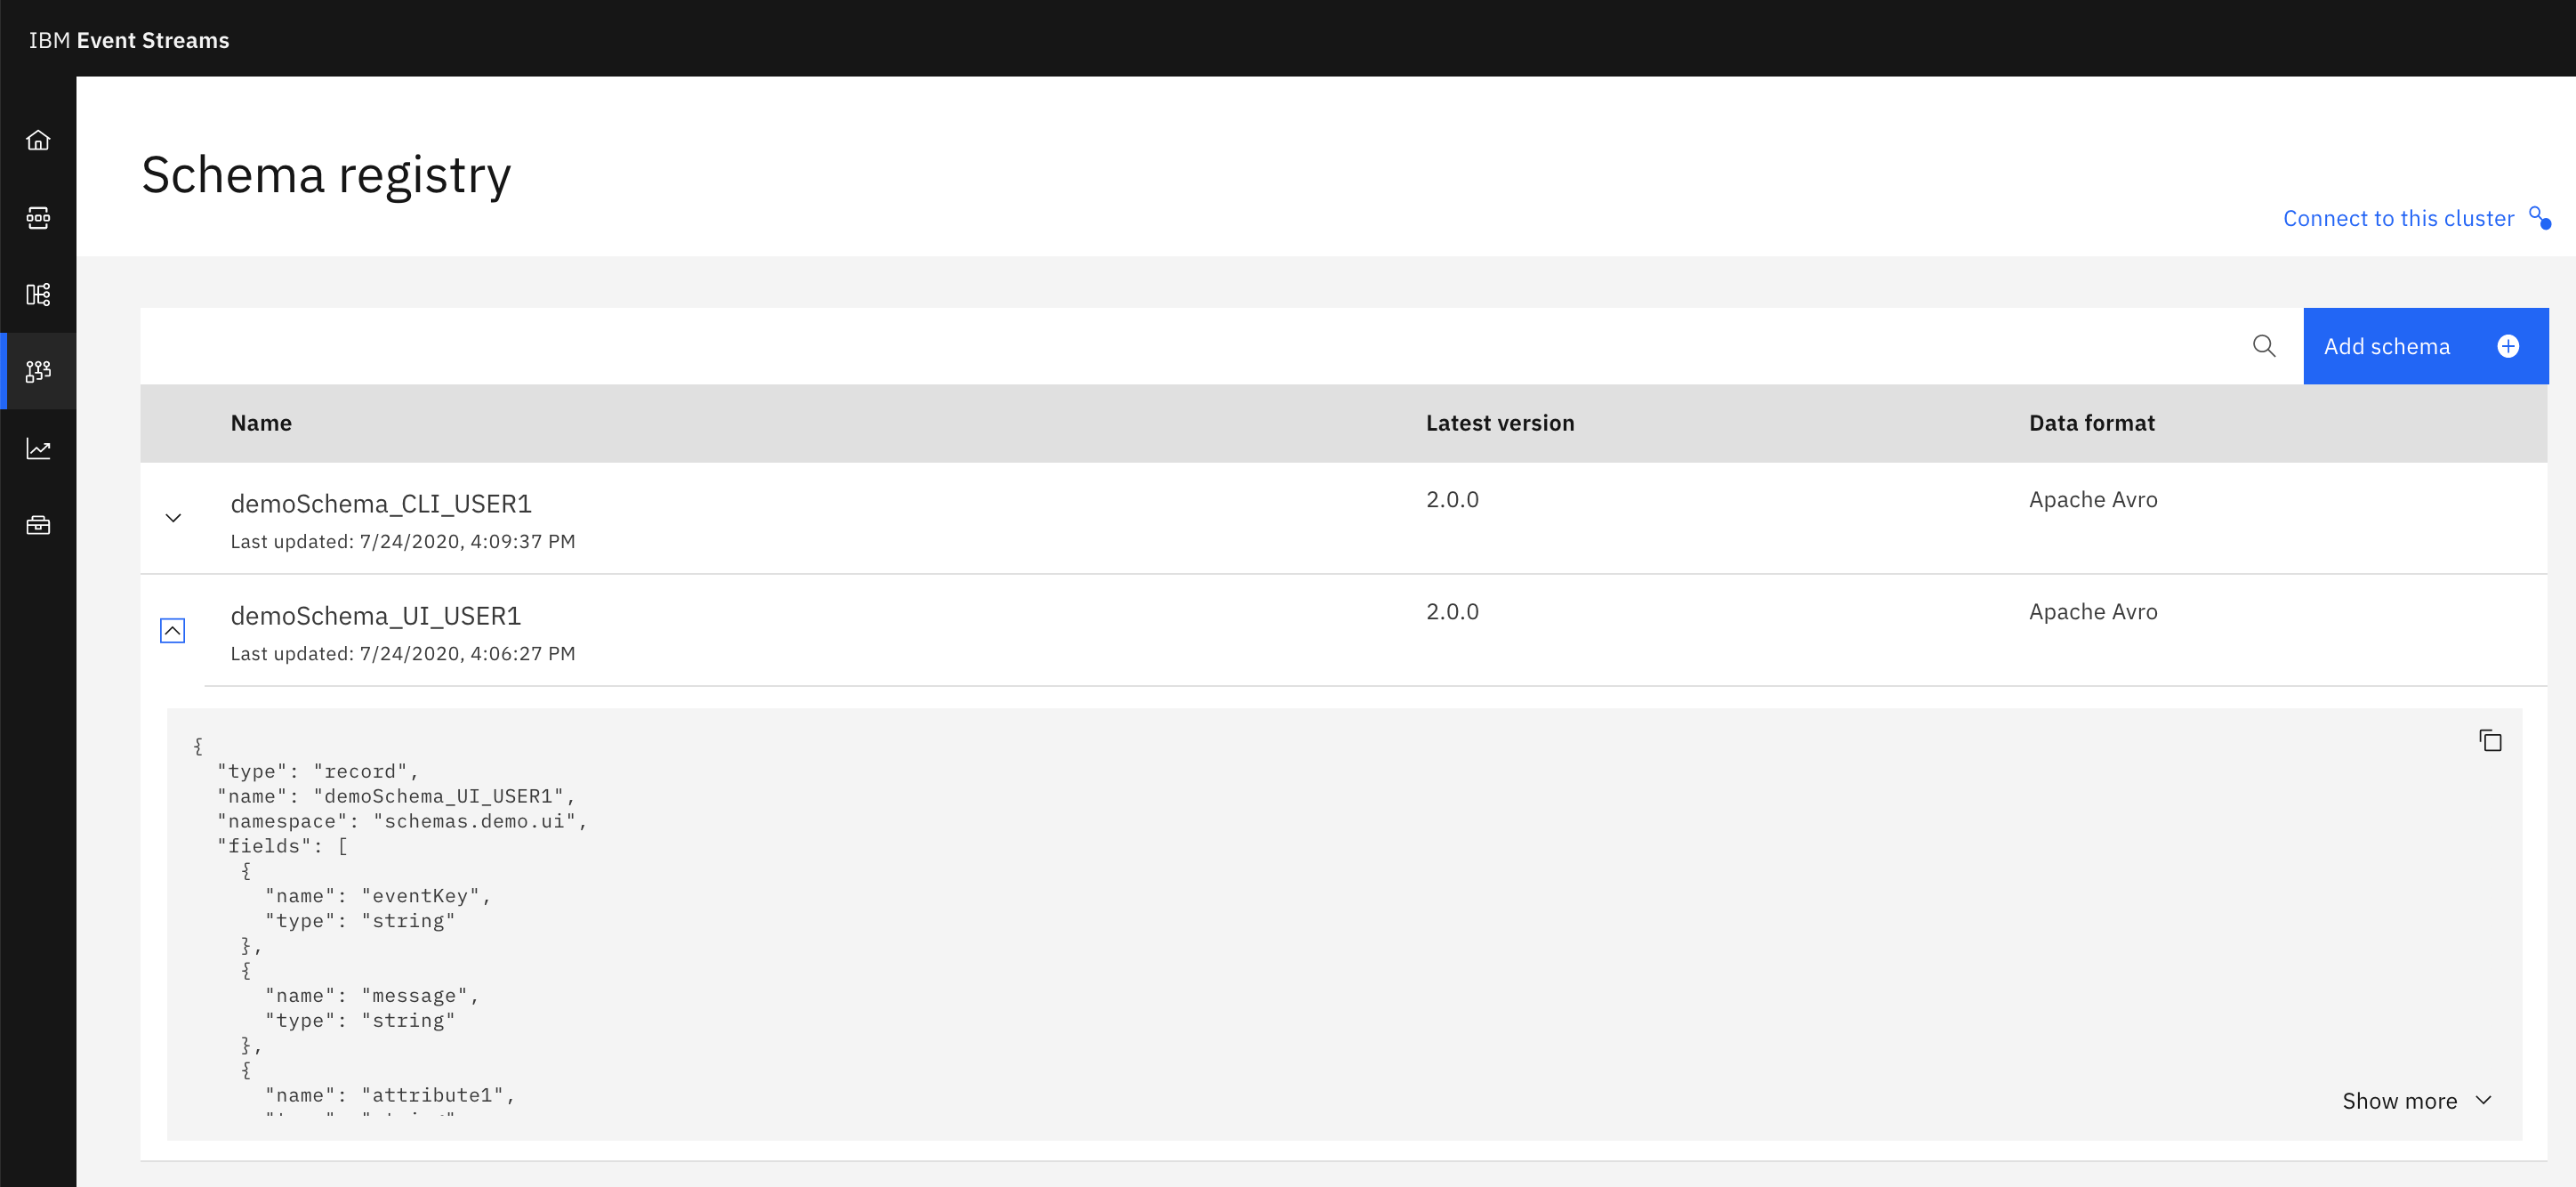 IBM Event Streams
Schema registry
Connect to this cluster
Add schema
Name Latest version Data format
demoSchema_CLI_USER1 2.0.0 Apache Avro
Last updated: 7/24/2020, 4:09:37 PM
demoSchema_UI_USER1 2.0.0 Apache Avro
Last updated: 7/24/2020, 4:06:27 PM
{
"type": "record",
"name": "demoSchema_UI_USER1",
"namespace": "schemas.demo.ui",
"fields": [
{
"name": "eventKey",
"type": "string"
},
{
"name": "message",
"type": "string"
},
{
"name": "attribute1",
Show more